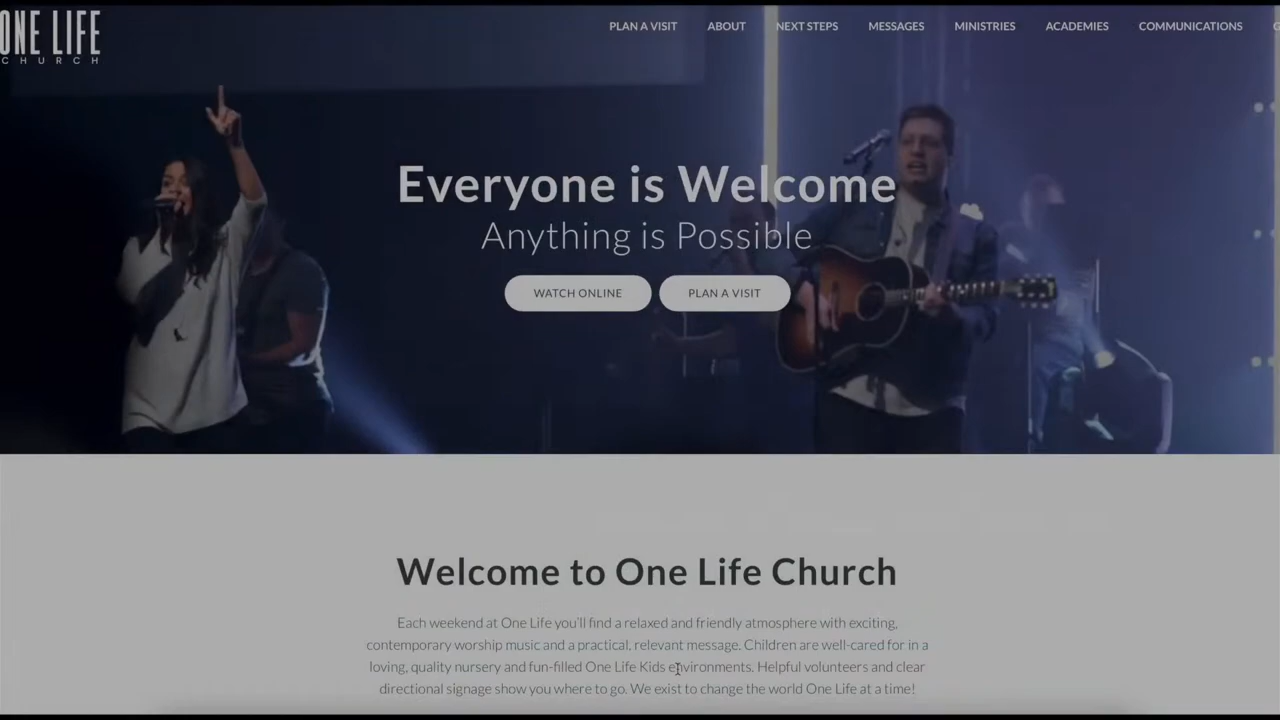 ONE LIFE
CHURCH
PLAN A VISIT ABOUT NEXT STEPS MESSAGES MINISTRIES ACADEMIES COMMUNICATIONS
Everyone is Welcome
Anything is Possible
WATCH ONLINE PLAN A VISIT
Welcome to One Life Church
Each weekend at One Life you'll find a relaxed and friendly atmosphere with exciting,
contemporary worship music and a practical, relevant message. Children are well-cared for in a
loving, quality nursery and fun-filled One Life Kids environments. Helpful volunteers and clear
directional signage show you where to go. We exist to change the world One Life at a time!